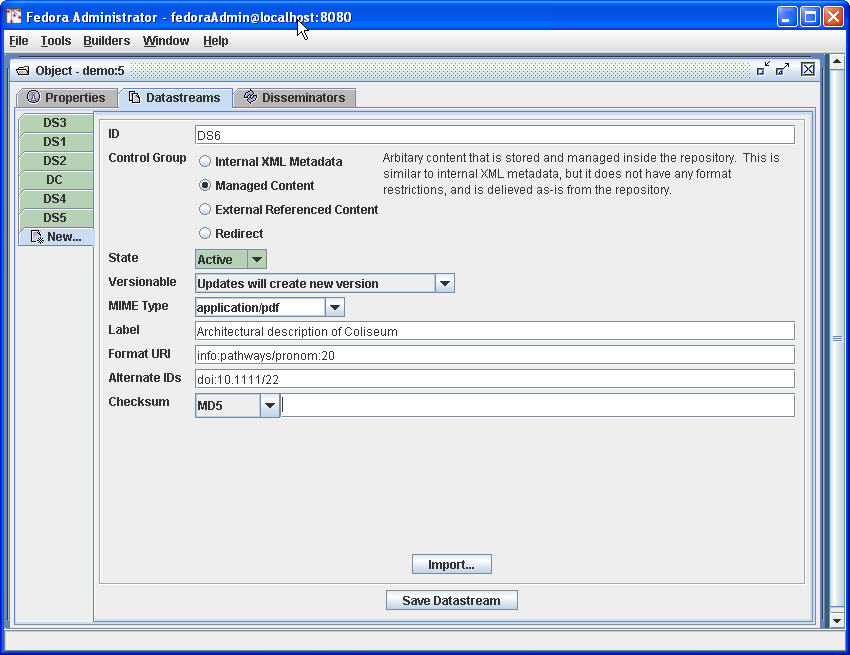 Fedora Administrator - fedoraAdmin@localhost:8080
File Tools Builders Window Help
Object - demo:5
Properties Datastreams Disseminators
DS3
DS1
DS2
DC
DS4
DS5
New...
ID DS6
Control Group Internal XML Metadata
Managed Content
External Referenced Content
Redirect
Arbitary content that is stored and managed inside the repository. This is
similar to internal XML metadata, but it does not have any format
restrictions, and is delieved as-is from the repository.
State Active
Versionable Updates will create new version
MIME Type application/pdf
Label Architectural description of Coliseum
Format URI info:pathways/pronom:20
Alternate IDs doi:10.1111/22
Checksum MD5
Import...
Save Datastream